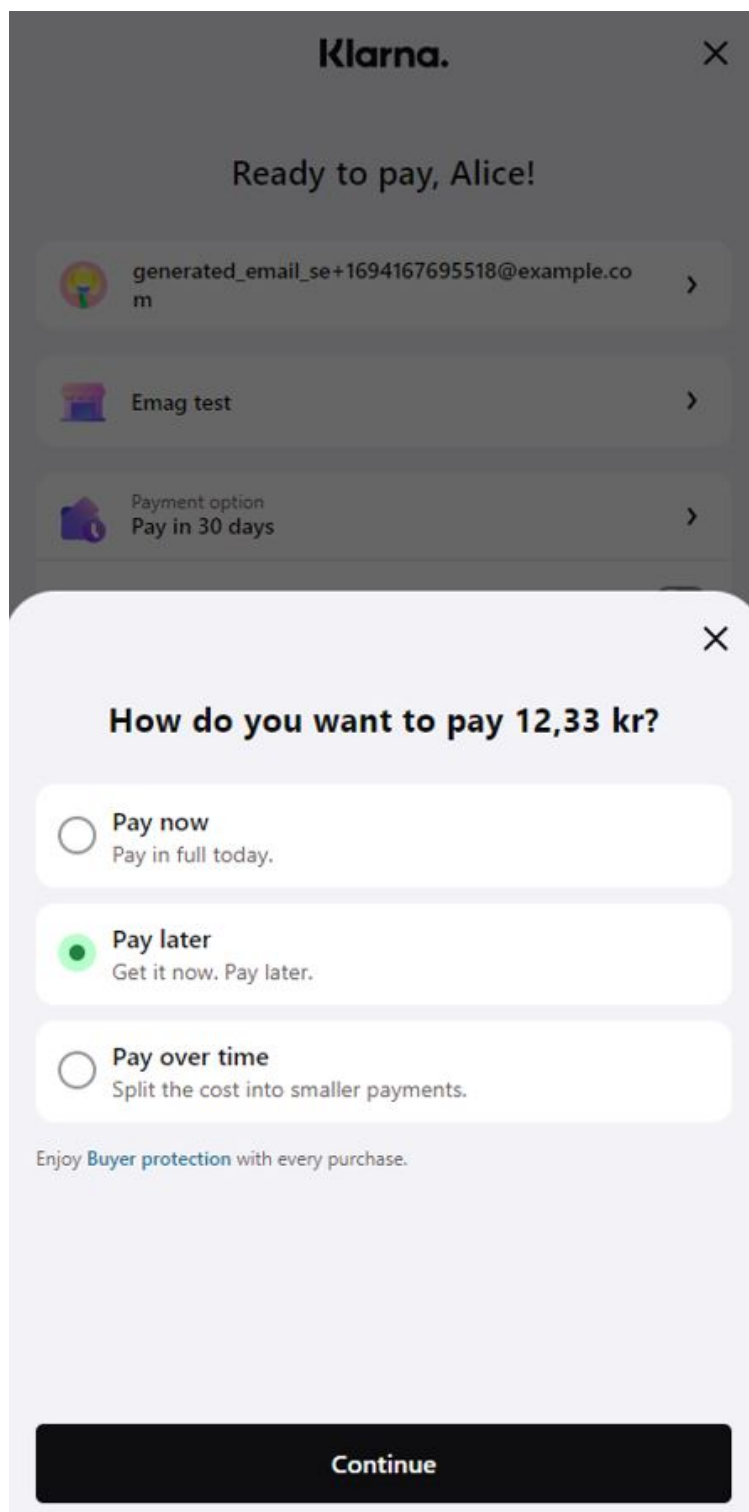 Klarna.
Ready to pay, Alice!
generated_email_se+1694167695518@example.co
m
Emag test
Payment option
Pay in 30 days
How do you want to pay 12,33 kr?
Pay now
Pay in full today.
Pay later
Get it now. Pay later.
Pay over time
Split the cost into smaller payments.
Enjoy Buyer protection with every purchase.
Continue